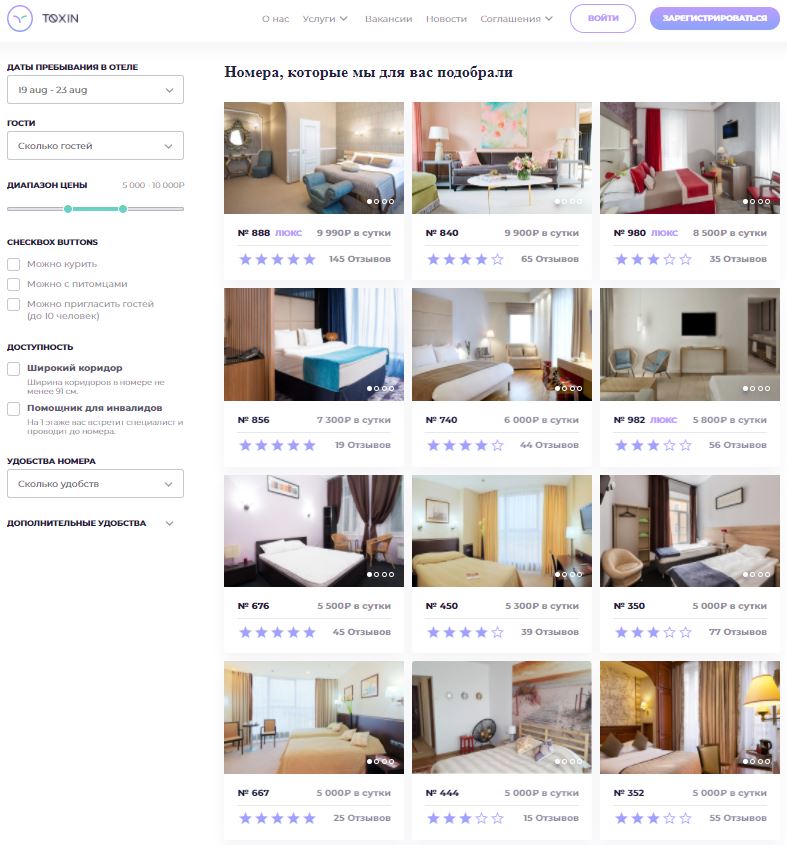 TOXIN
О нас
Услуги
Вакансии
Новости
Соглашения
ВОЙТИ
ЗАРЕГИСТРИРОВАТЬСЯ
ДАТЫ ПРЕБЫВАНИЯ В ОТЕЛЕ
19 aug - 23 aug
ГОСТИ
Сколько гостей
ДИАПАЗОН ЦЕНЫ 5 000 - 10 000₽
CHECKBOX BUTTONS
Можно курить
Можно с питомцами
Можно пригласить гостей
(до 10 человек)
ДОСТУПНОСТЬ
Широкий коридор
Ширина коридоров в номере не
менее 91 см.
Помощник для инвалидов
На 1 этаже вас встретит специалист и
проводит до номера.
УДОБСТВА НОМЕРА
Сколько удобств
ДОПОЛНИТЕЛЬНЫЕ УДОБСТВА
Номера, которые мы для вас подобрали
№ 888 ЛЮКС 9 990₽ в сутки
145 Отзывов
№ 840 9 900₽ в сутки
65 Отзывов
№ 980 ЛЮКС 8 500₽ в сутки
35 Отзывов
№ 856 7 300₽ в сутки
19 Отзывов
№ 740 6 000₽ в сутки
44 Отзывов
№ 982 ЛЮКС 5 800₽ в сутки
56 Отзывов
№ 676 5 500₽ в сутки
45 Отзывов
№ 450 5 300₽ в сутки
39 Отзывов
№ 350 5 000₽ в сутки
77 Отзывов
№ 667 5 000₽ в сутки
25 Отзывов
№ 444 5 000₽ в сутки
15 Отзывов
№ 352 5 000₽ в сутки
55 Отзывов